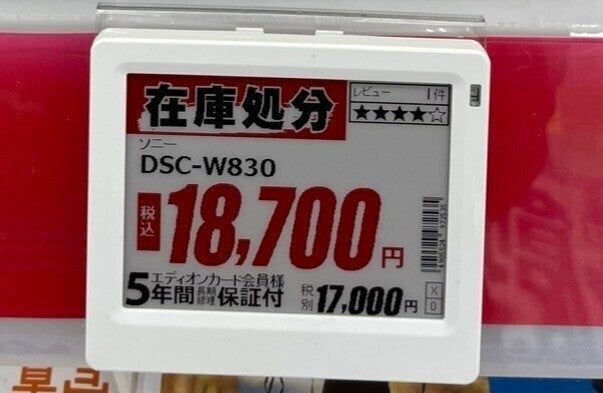 在庫処分
レビュー 1件
★★★★☆
ソニー
DSC-W830
税込 18,700円
エディオンカード会員様
5年間 長期修理 保証付
税別 17,000円
X
0